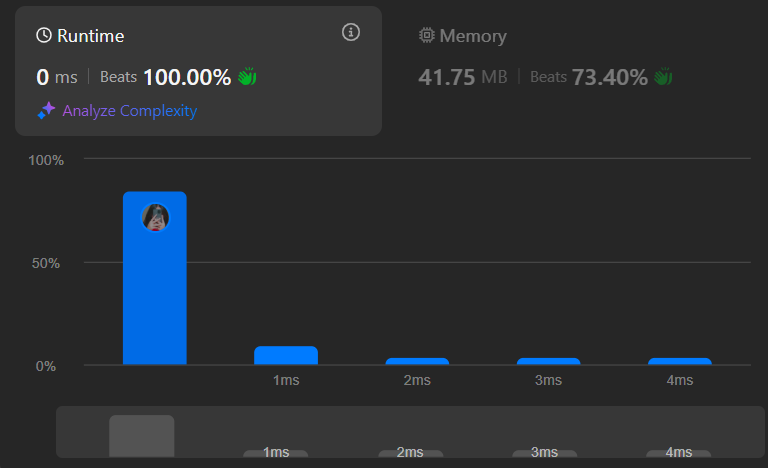 Runtime
0 ms | Beats 100.00%
Analyze Complexity
Memory
41.75 MB | Beats 73.40%
100%
50%
0%
1ms 2ms 3ms 4ms
1ms 2ms 3ms 4ms